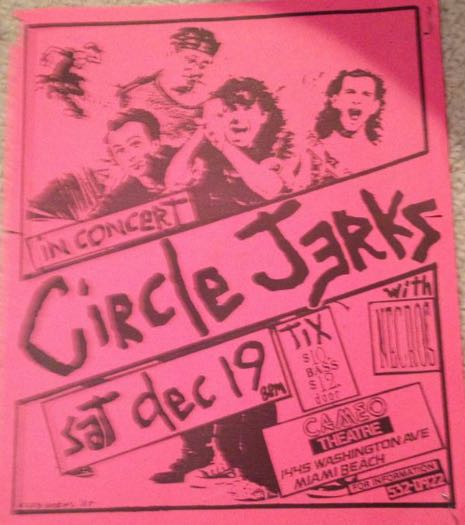 IN CONCERT
CIRCLE JERKS
with
NECROS
sat dec 19 8PM
TIX
$10
BASS
$12
door
CAMEO
THEATRE
1445 WASHINGTON AVE
MIAMI BEACH
FOR INFORMATION
532-0922